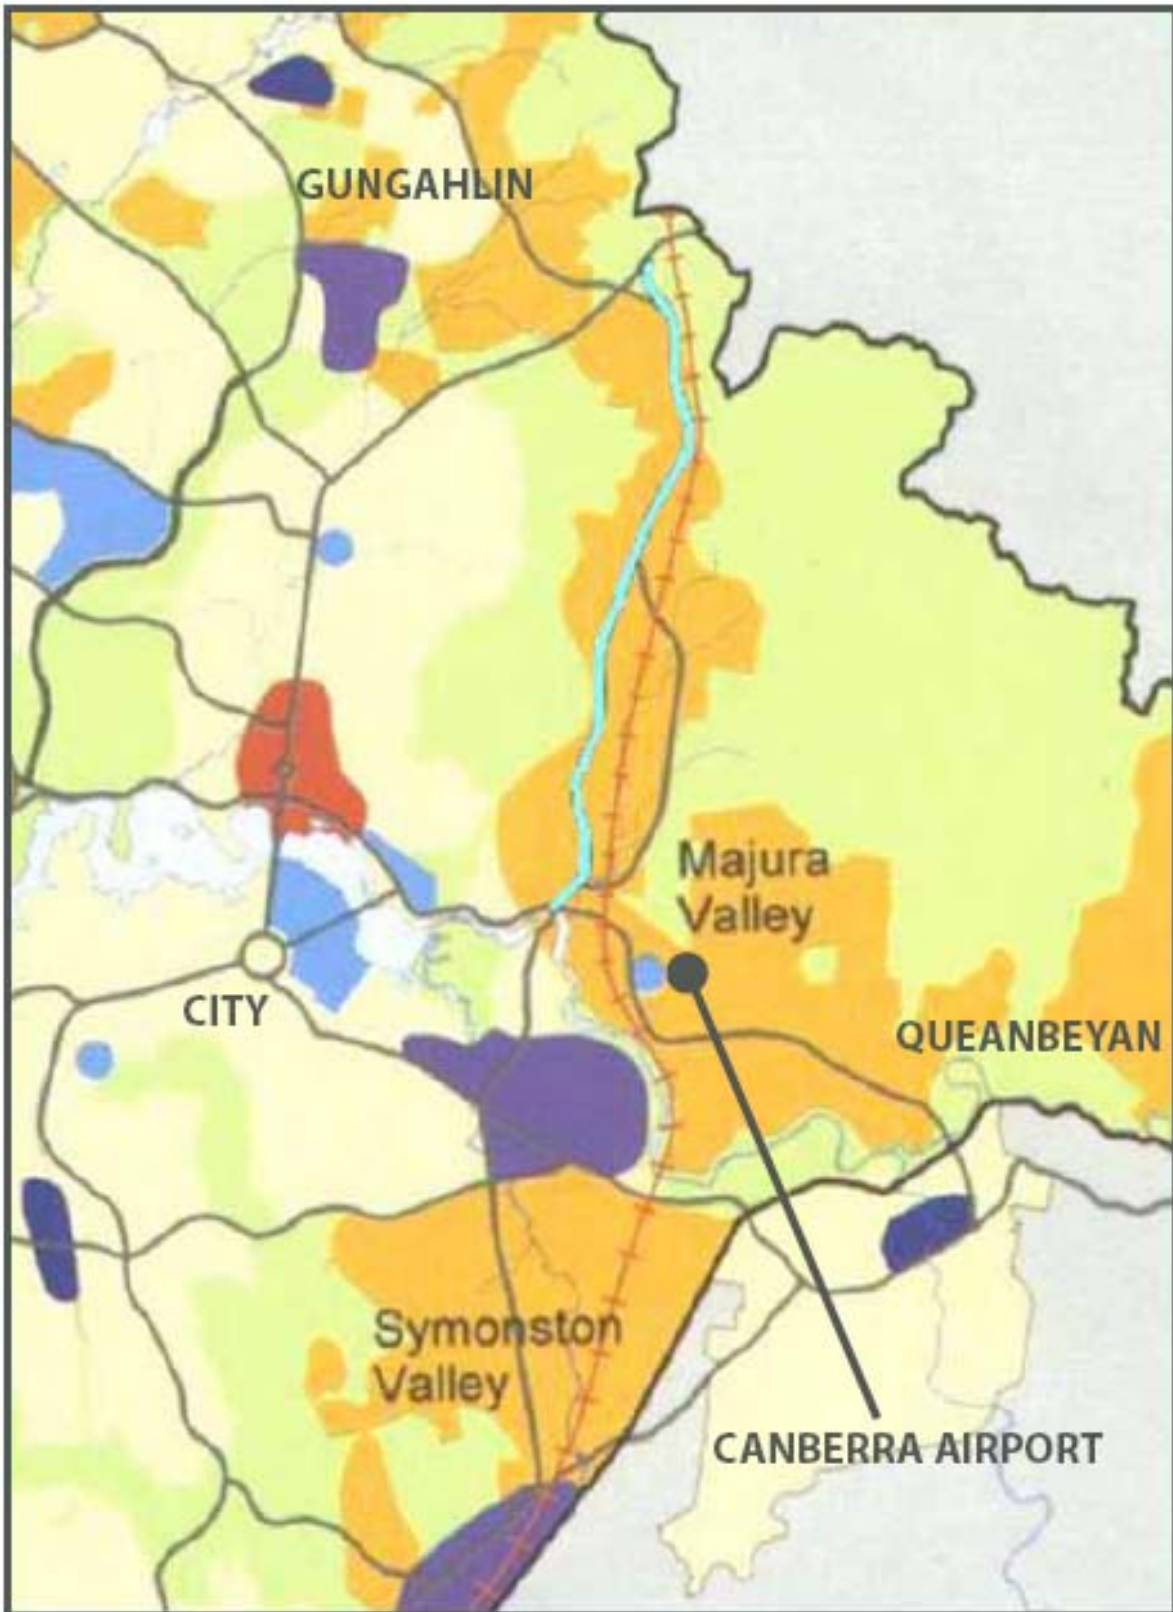 GUNGAHLIN
Majura
Valley
CITY
QUEANBEYAN
Symonston
Valley
CANBERRA AIRPORT